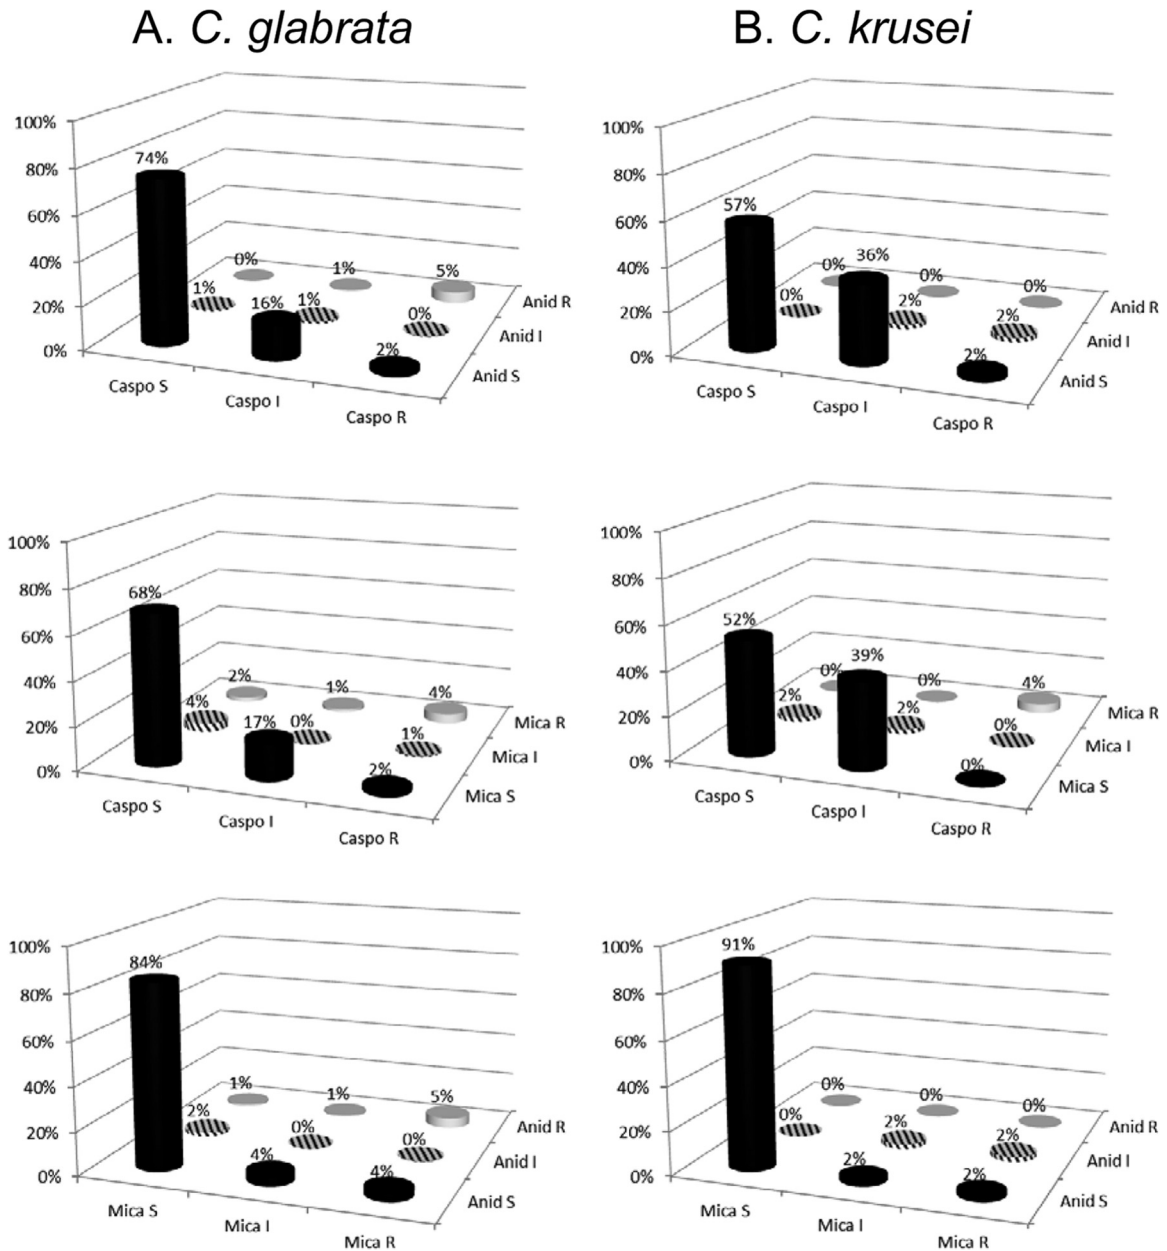 A. C. glabrata
100%
80%
60%
40%
20%
0%
74%
1%
0%
16%
1%
1%
2%
0%
5%
Caspo S
Caspo I
Caspo R
Anid S
Anid I
Anid R
B. C. krusei
100%
80%
60%
40%
20%
0%
57%
0%
0%
36%
2%
0%
2%
2%
0%
Caspo S
Caspo I
Caspo R
Anid S
Anid I
Anid R
100%
80%
60%
40%
20%
0%
68%
4%
2%
17%
0%
1%
2%
1%
4%
Caspo S
Caspo I
Caspo R
Mica S
Mica I
Mica R
100%
80%
60%
40%
20%
0%
52%
2%
0%
39%
2%
0%
0%
0%
4%
Caspo S
Caspo I
Caspo R
Mica S
Mica I
Mica R
100%
80%
60%
40%
20%
0%
84%
2%
1%
4%
0%
1%
4%
0%
5%
Mica S
Mica I
Mica R
Anid S
Anid I
Anid R
100%
80%
60%
40%
20%
0%
91%
0%
0%
2%
2%
0%
2%
2%
0%
Mica S
Mica I
Mica R
Anid S
Anid I
Anid R